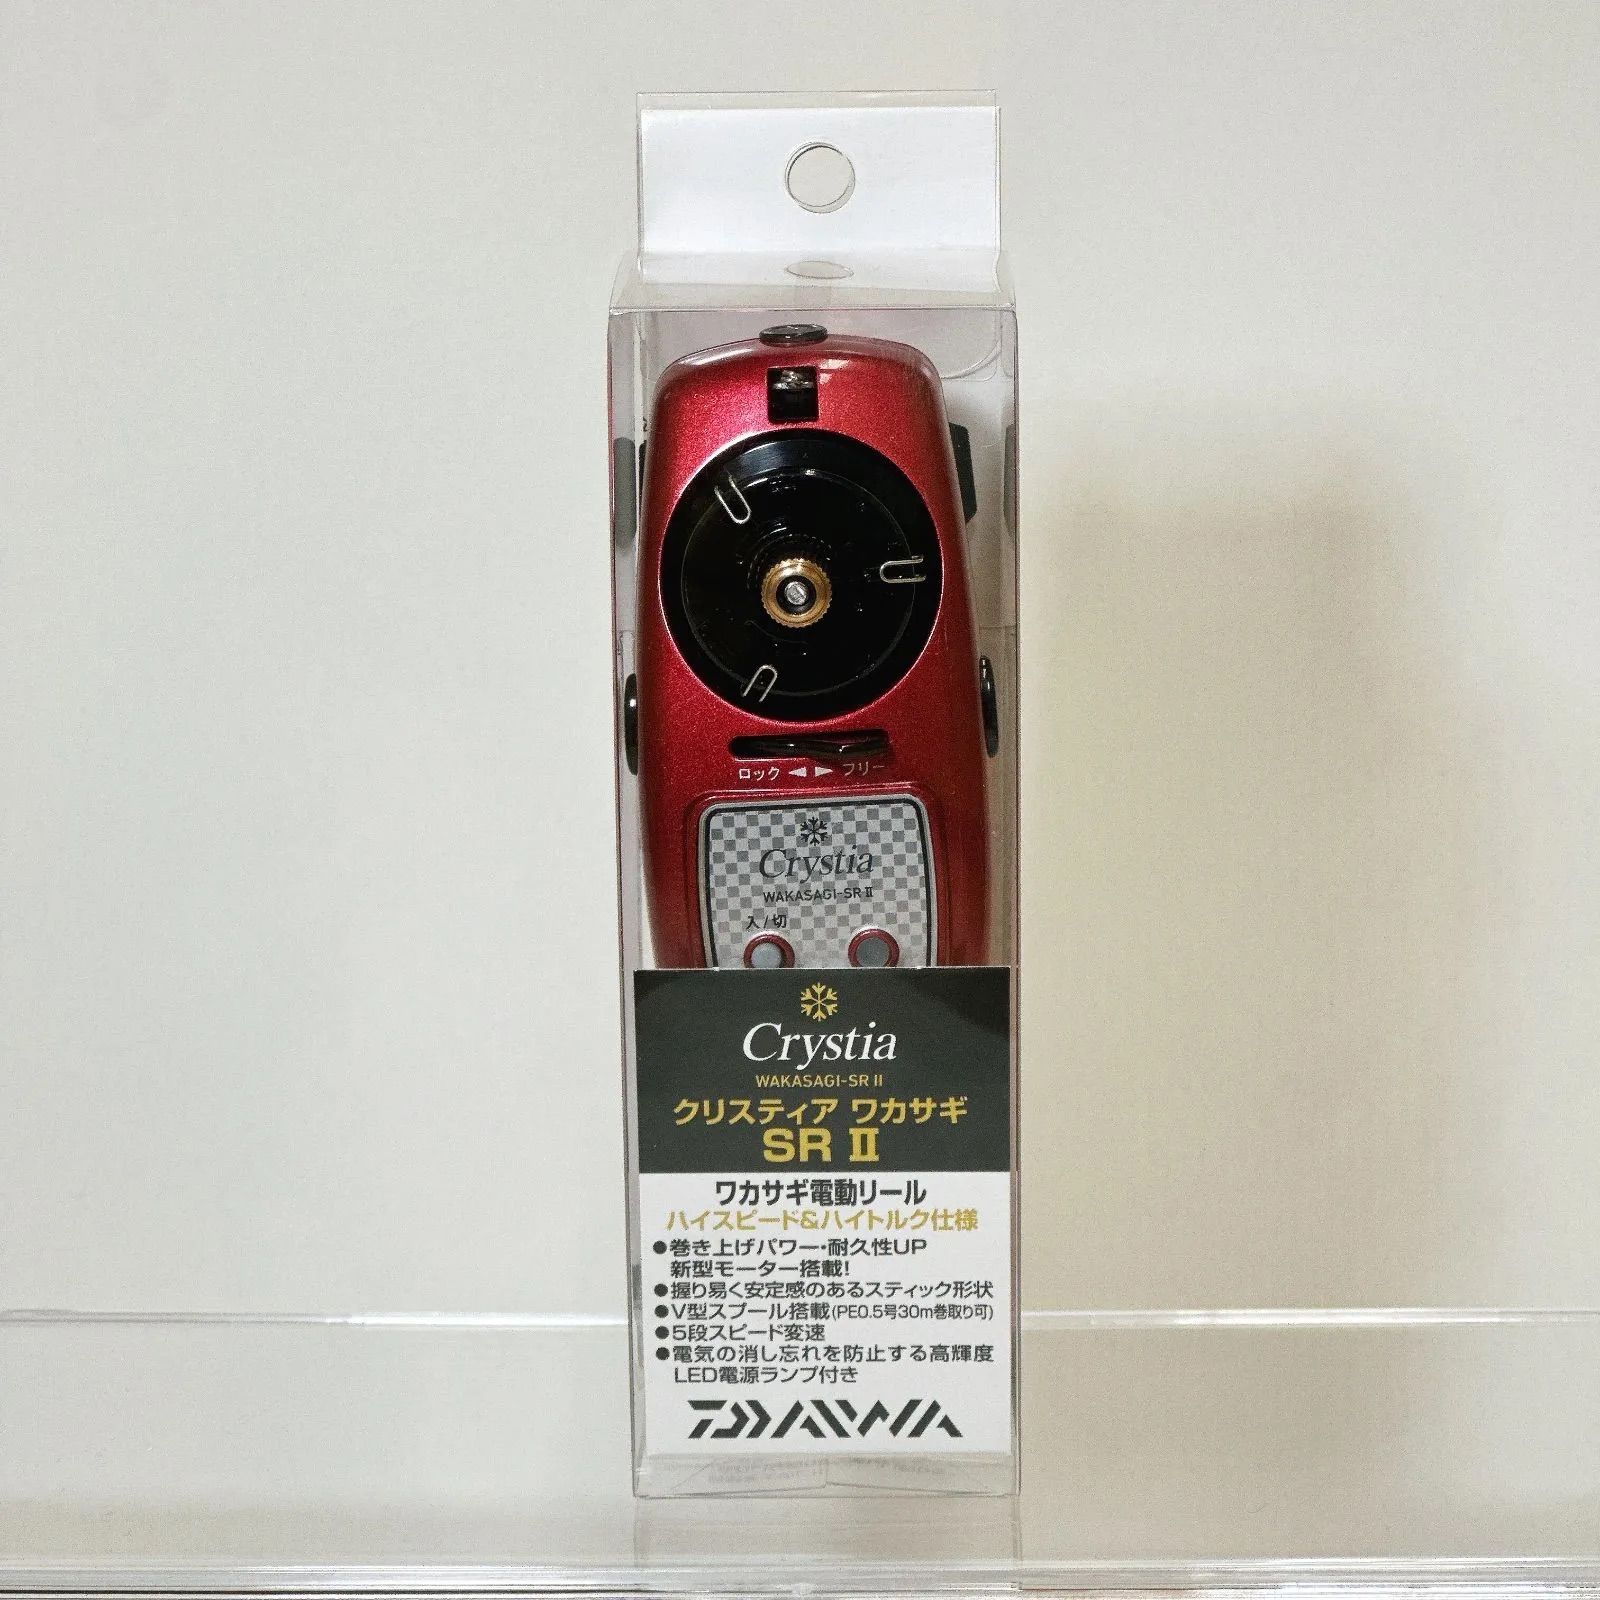 ロック ◀ ▶ フリー
Crystia
WAKASAGI-SR II
入/切
Crystia
WAKASAGI-SR II
クリスティア ワカサギ
SR II
ワカサギ電動リール
ハイスピード&ハイトルク仕様
●巻き上げパワー・耐久性UP
新型モーター搭載!
●握り易く安定感のあるスティック形状
●V型スプール搭載(PE0.5号30m巻取り可)
●5段スピード変速
●電気の消し忘れを防止する高輝度
LED電源ランプ付き
DAIWA